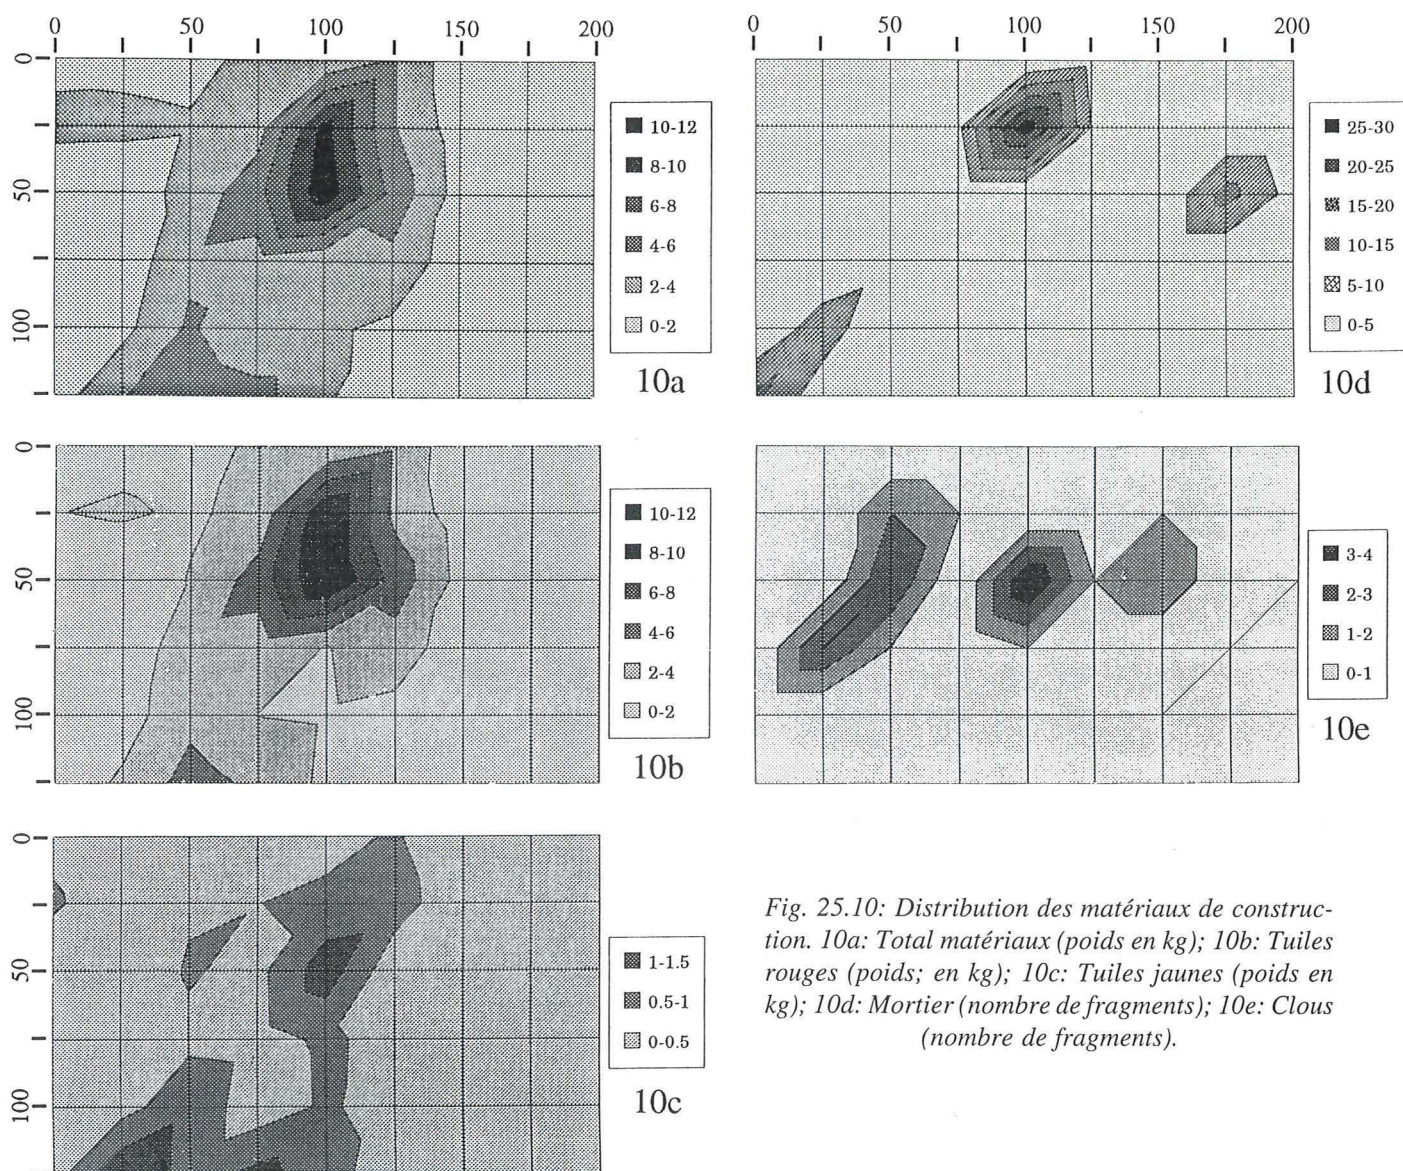 0 50 100 150 200
0
50
100
10-12
8-10
6-8
4-6
2-4
0-2
10a
0 50 100 150 200
25-30
20-25
15-20
10-15
5-10
0-5
10d
0
50
100
10-12
8-10
6-8
4-6
2-4
0-2
10b
3-4
2-3
1-2
0-1
10e
0
50
100
1-1.5
0.5-1
0-0.5
10c
Fig. 25.10: Distribution des matériaux de construc-
tion. 10a: Total matériaux (poids en kg); 10b: Tuiles
rouges (poids; en kg); 10c: Tuiles jaunes (poids en
kg); 10d: Mortier (nombre de fragments); 10e: Clous
(nombre de fragments).